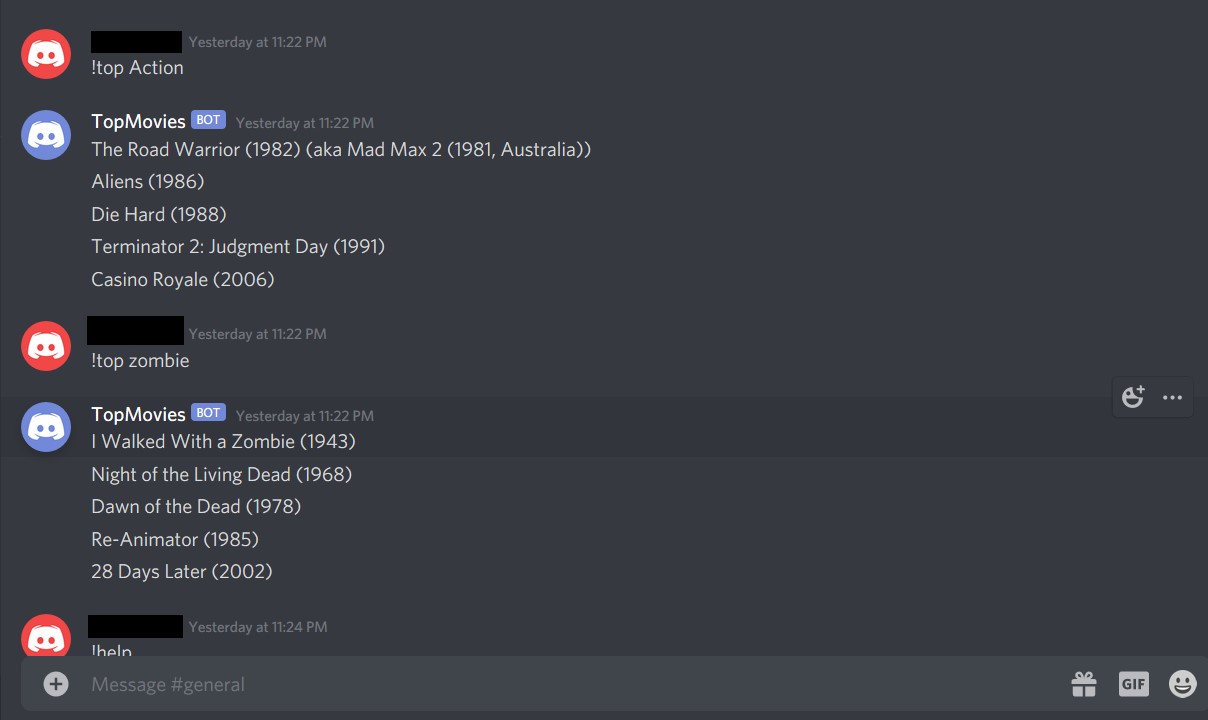 Yesterday at 11:22 PM
!top Action
TopMovies BOT Yesterday at 11:22 PM
The Road Warrior (1982) (aka Mad Max 2 (1981, Australia))
Aliens (1986)
Die Hard (1988)
Terminator 2: Judgment Day (1991)
Casino Royale (2006)
Yesterday at 11:22 PM
!top zombie
TopMovies BOT Yesterday at 11:22 PM
I Walked With a Zombie (1943)
Night of the Living Dead (1968)
Dawn of the Dead (1978)
Re-Animator (1985)
28 Days Later (2002)
Yesterday at 11:24 PM
!help
Message #general
GIF